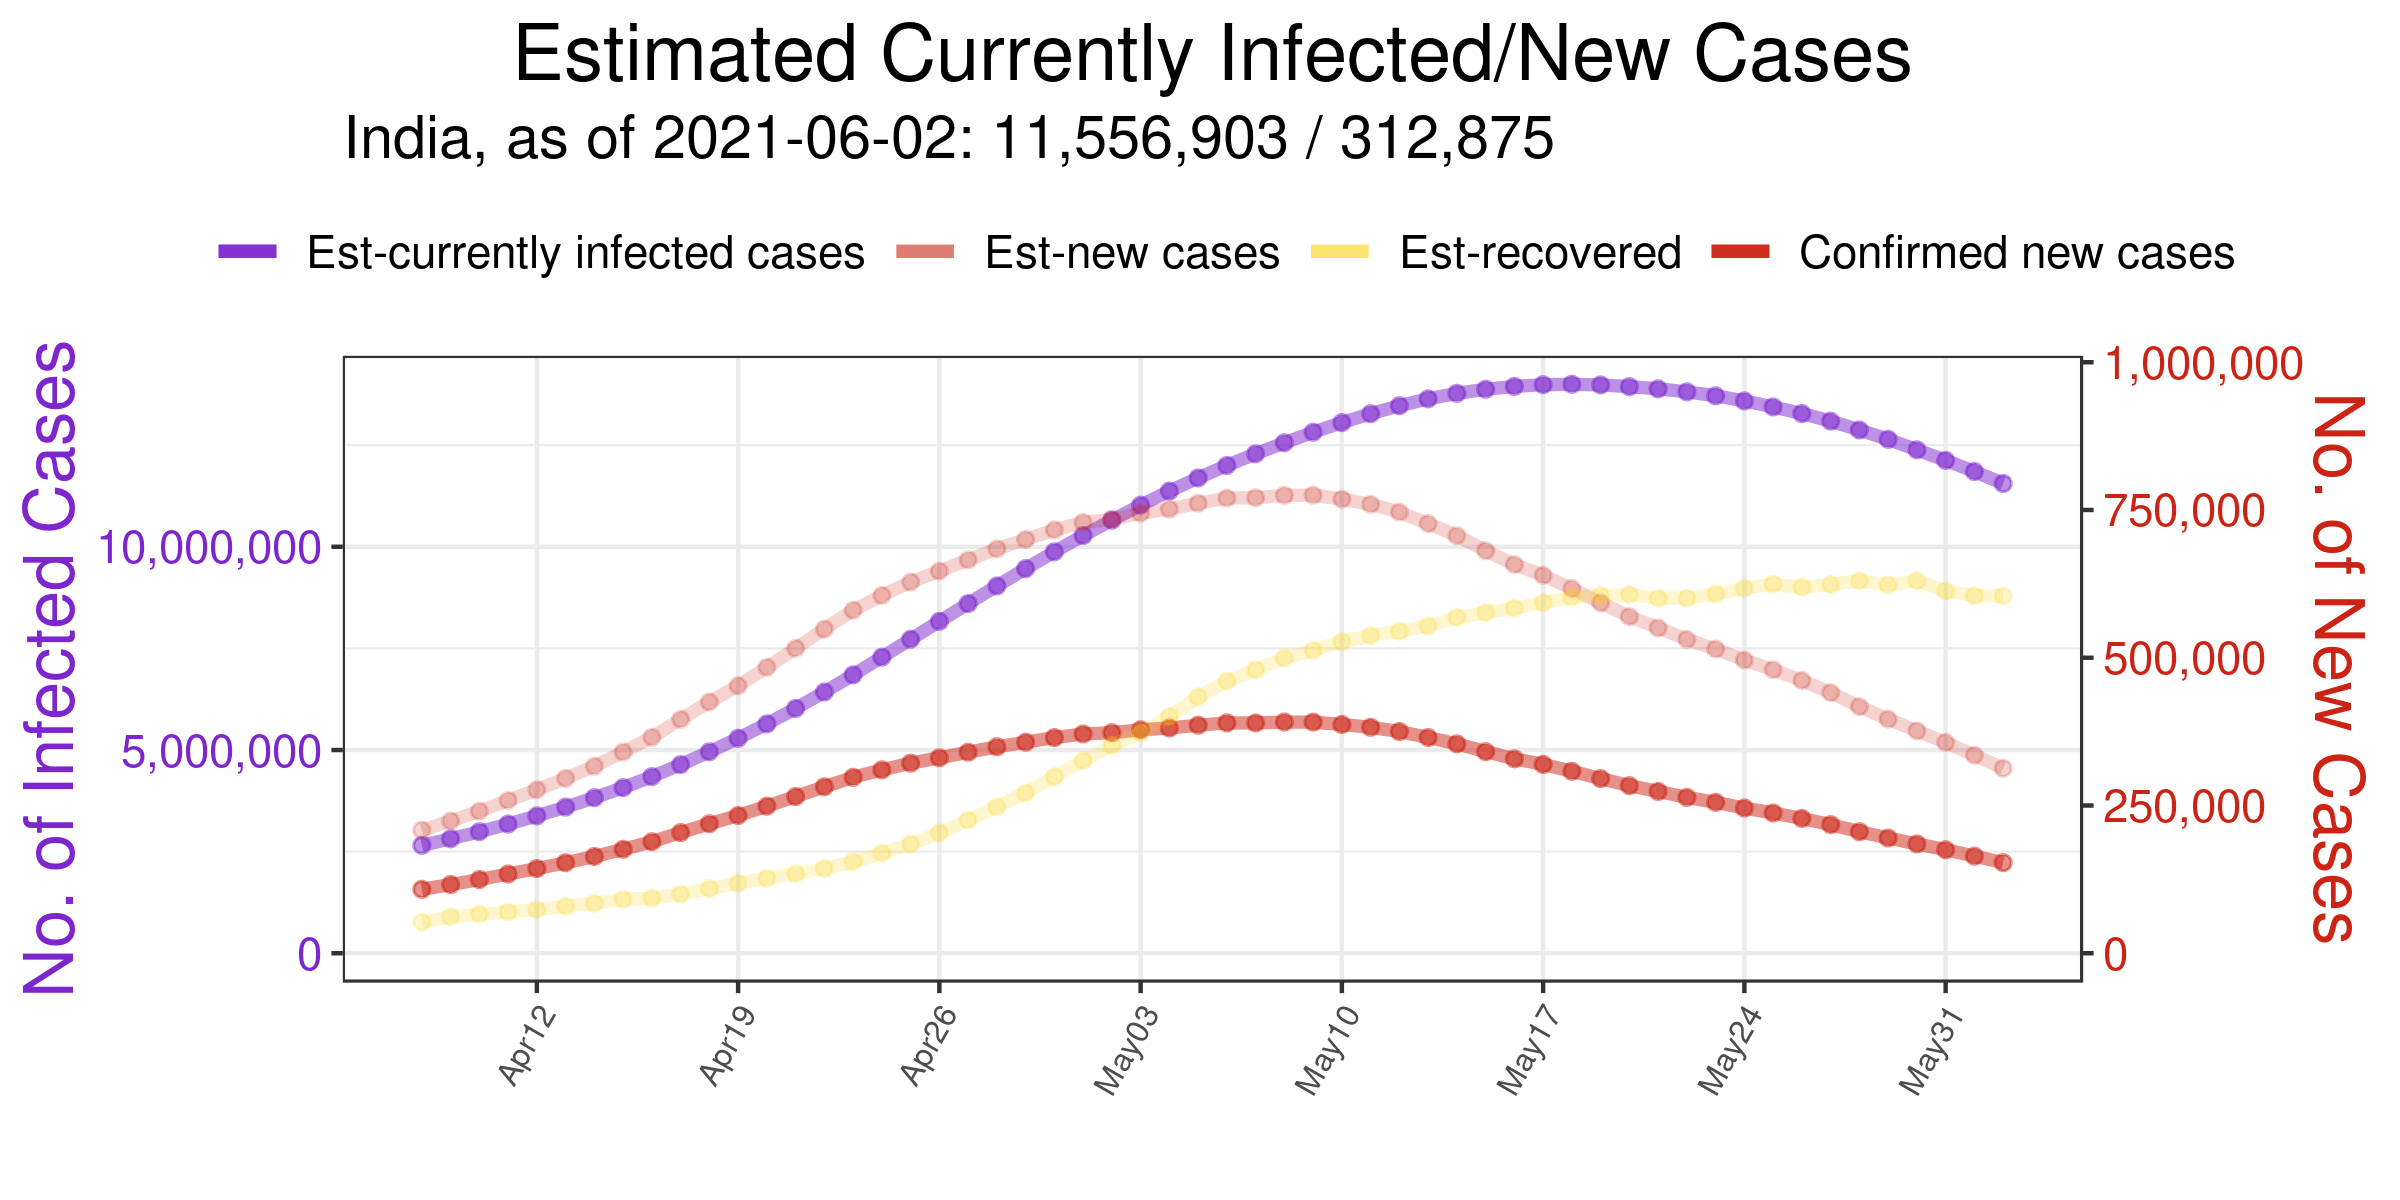 Estimated Currently Infected/New Cases
India, as of 2021-06-02: 11,556,903 / 312,875
Est-currently infected cases Est-new cases Est-recovered Confirmed new cases
No. of Infected Cases
10,000,000
5,000,000
0
1,000,000
750,000
500,000
250,000
0
No. of New Cases
Apr12 Apr19 Apr26 May03 May10 May17 May24 May31